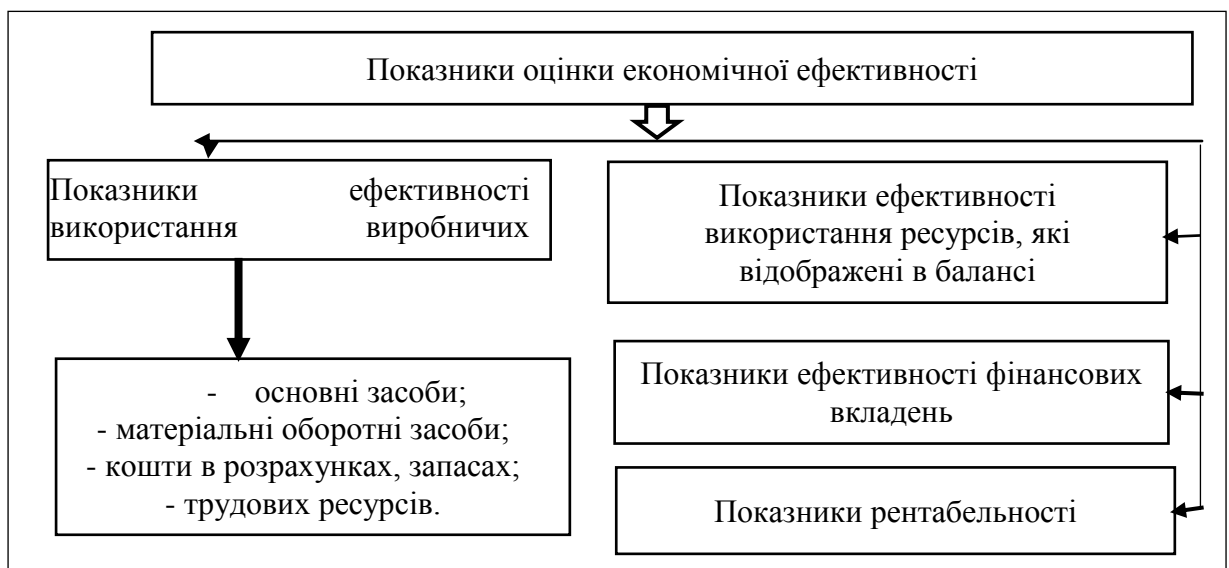 Показники оцінки економічної ефективності
Показники ефективності
використання виробничих
Показники ефективності
використання ресурсів, які
відображені в балансі
- основні засоби;
- матеріальні оборотні засоби;
- кошти в розрахунках, запасах;
- трудових ресурсів.
Показники ефективності фінансових
вкладень
Показники рентабельності